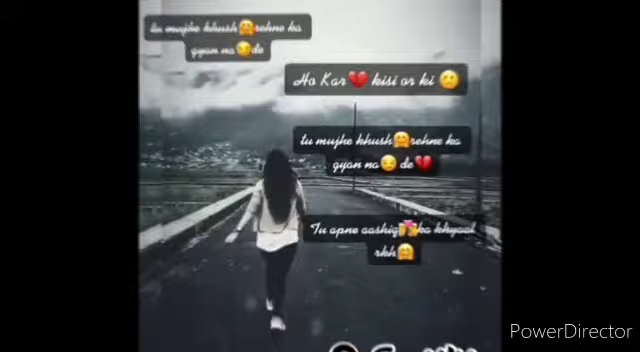 tu mujhe khush🤗rehne ka
gyan na😉de
Ho Kar💔 kisi or ki 🙁
tu mujhe khush🤗rehne ka
gyan na😉 de💔
Tu apne aashiq💏ka khyaal
rkh🤗
PowerDirector